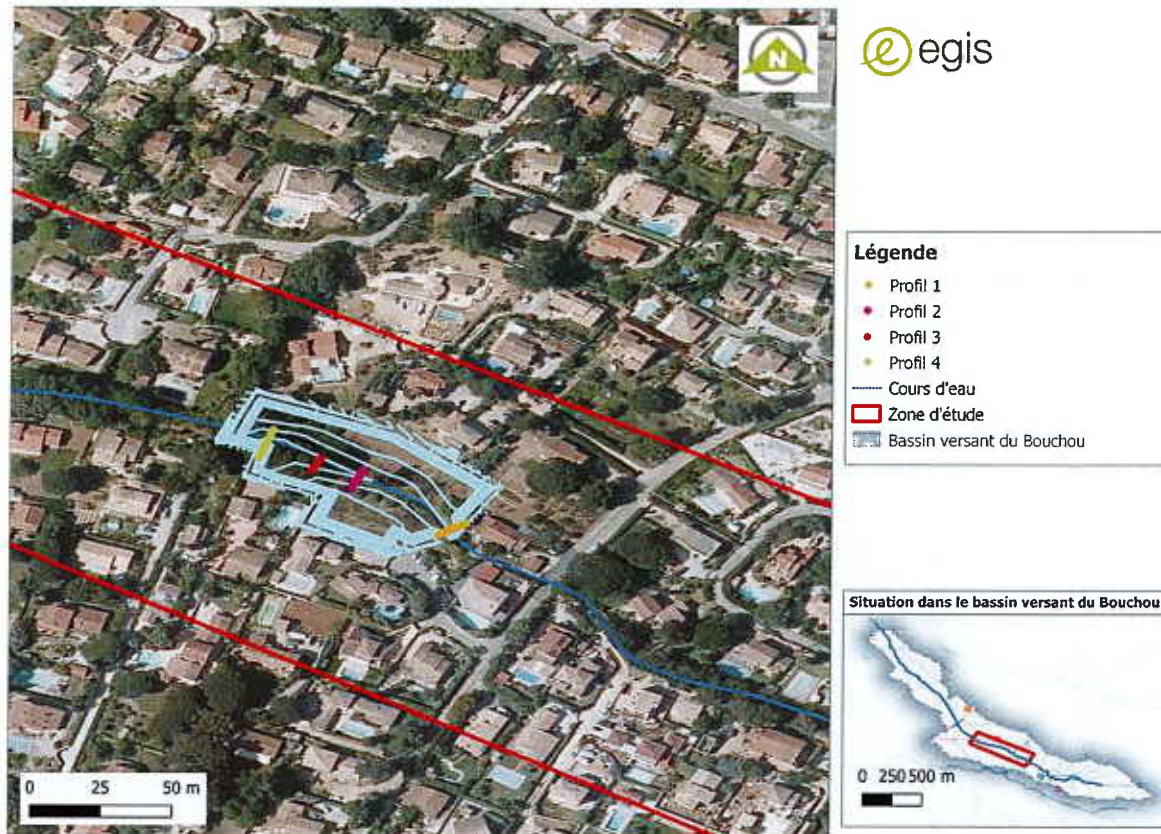 N
egis
Légende
Profil 1
Profil 2
Profil 3
Profil 4
Cours d'eau
Zone d'étude
Bassin versant du Bouchou
Situation dans le bassin versant du Bouchou
0 250 500 m
0 25 50 m